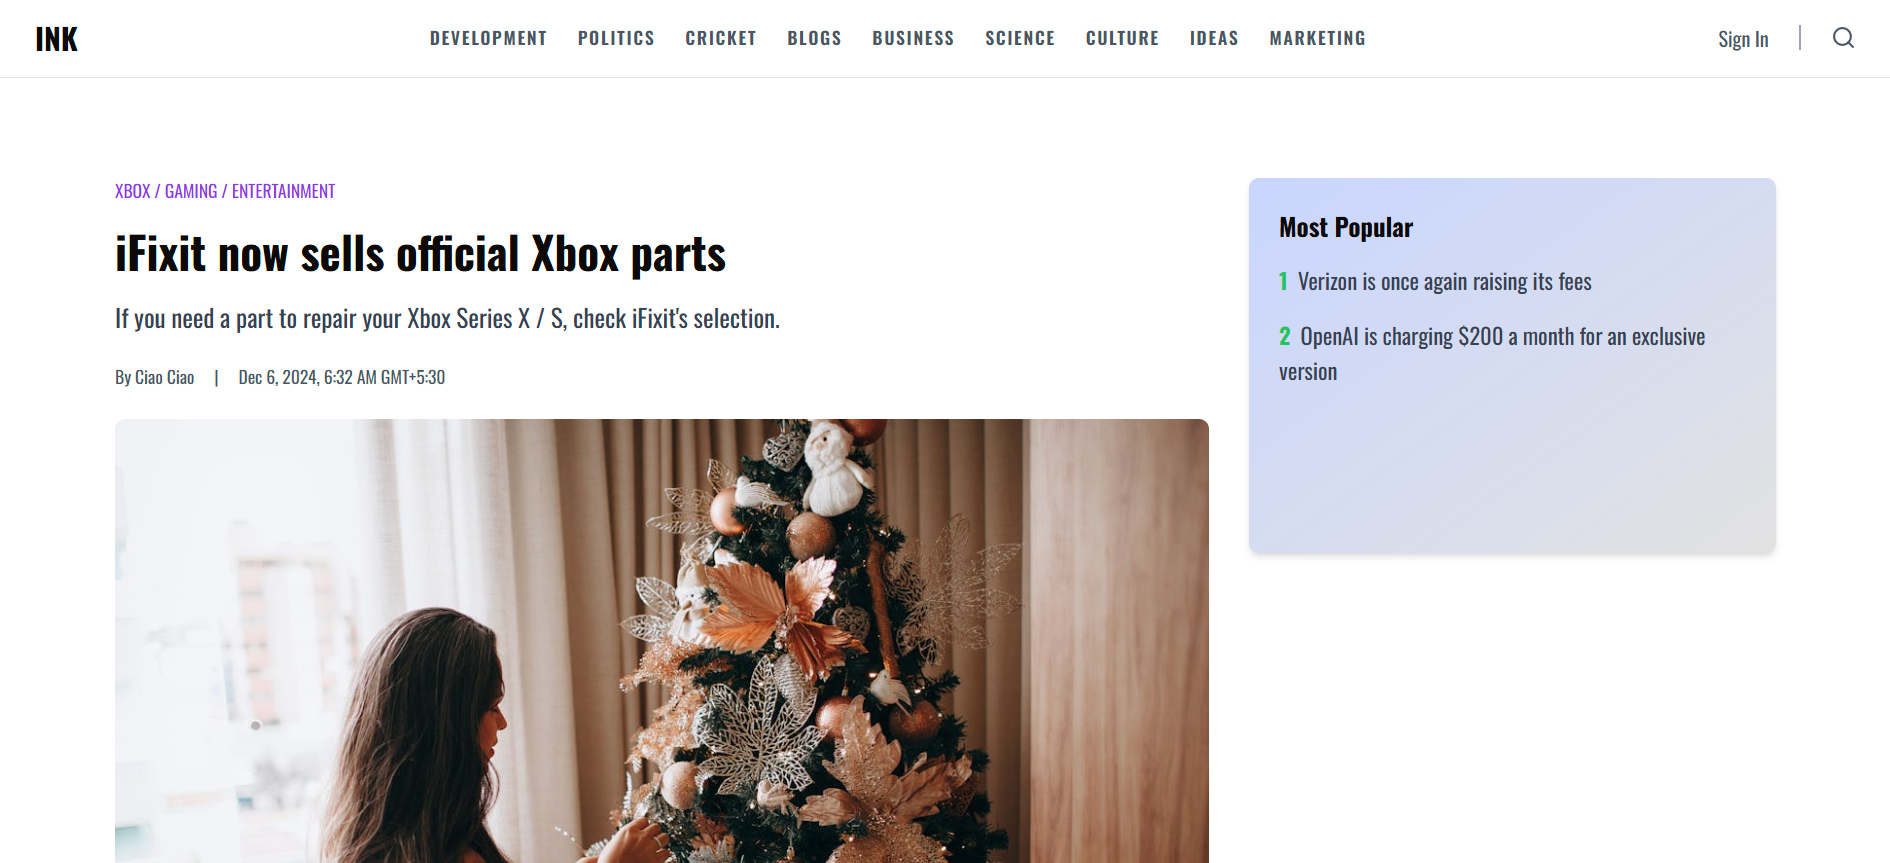 INK
DEVELOPMENT POLITICS CRICKET BLOGS BUSINESS SCIENCE CULTURE IDEAS MARKETING
Sign In
XBOX / GAMING / ENTERTAINMENT
iFixit now sells official Xbox parts
If you need a part to repair your Xbox Series X / S, check iFixit's selection.
By Ciao Ciao | Dec 6, 2024, 6:32 AM GMT+5:30
Most Popular
1 Verizon is once again raising its fees
2 OpenAI is charging $200 a month for an exclusive
version